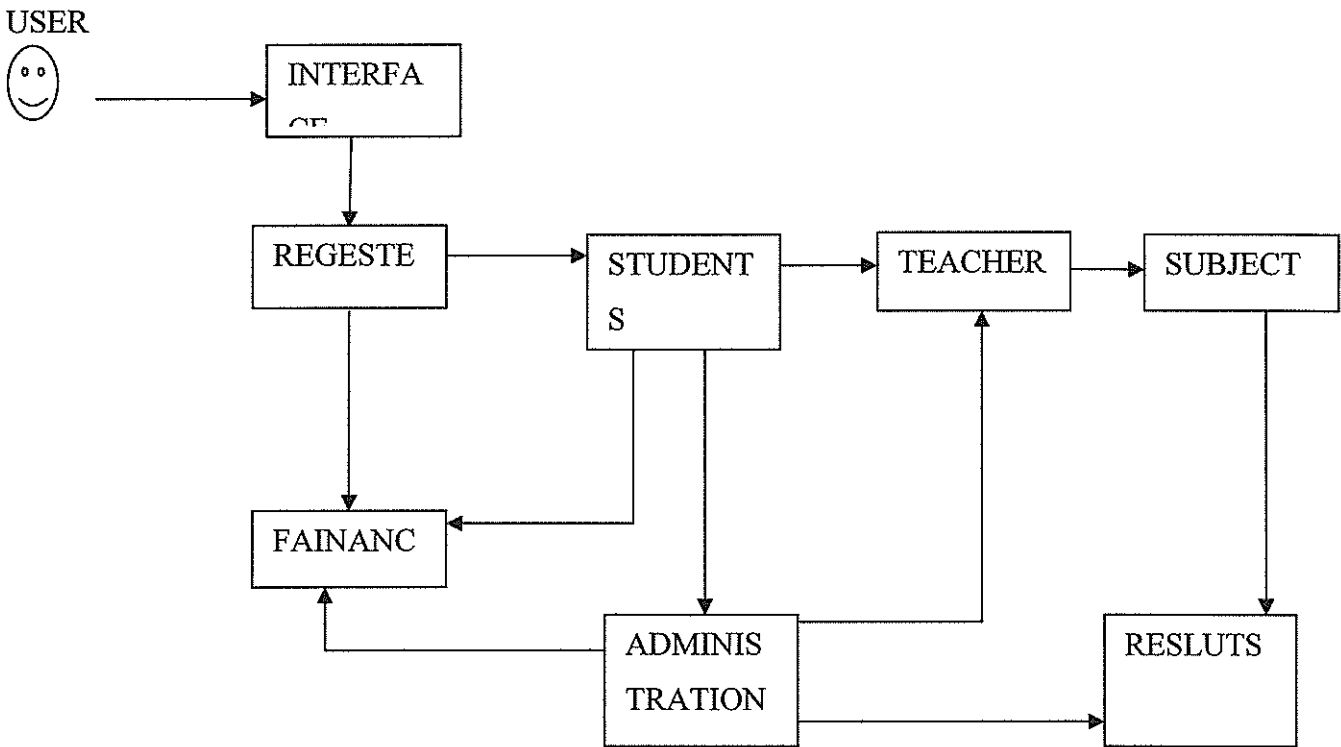 USER
INTERFA
REGESTE
STUDENT
S
TEACHER
SUBJECT
FAINANC
ADMINIS
TRATION
RESLUTS